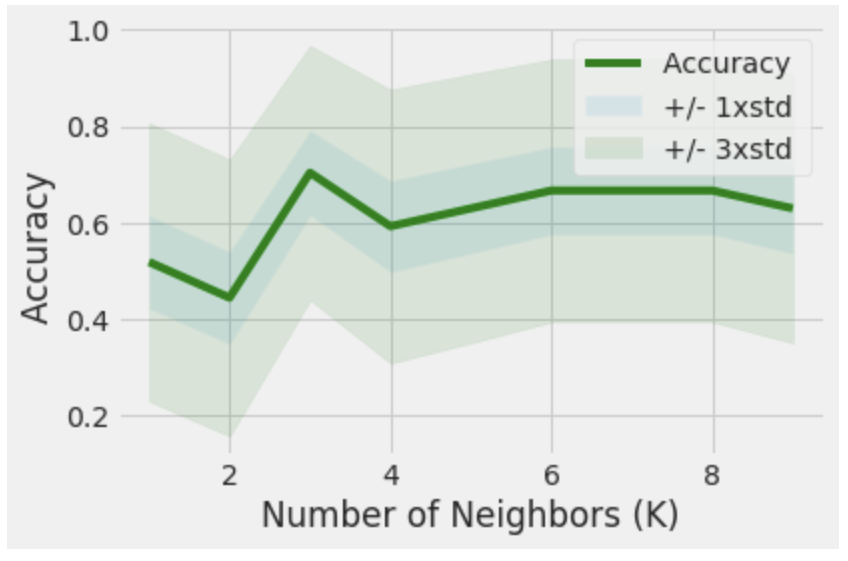 1.0
0.8
0.6
0.4
0.2
Accuracy
Accuracy
+/- 1xstd
+/- 3xstd
2 4 6 8
Number of Neighbors (K)